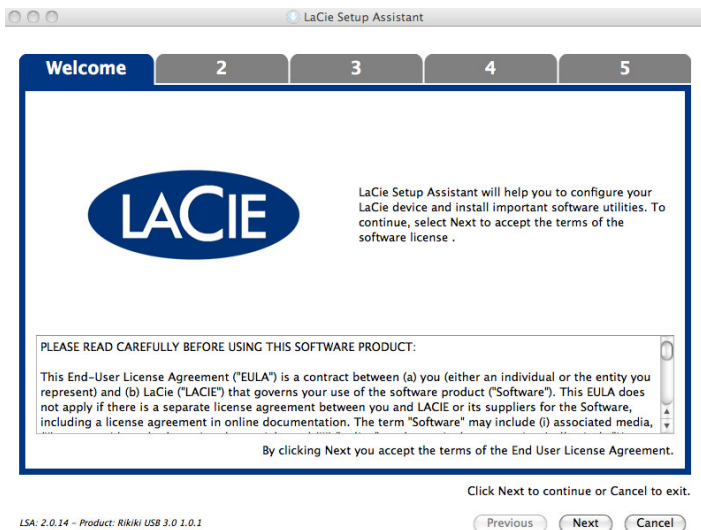 LaCie Setup Assistant
Welcome 2 3 4 5
LACIE
LaCie Setup Assistant will help you to configure your
LaCie device and install important software utilities. To
continue, select Next to accept the terms of the
software license .
PLEASE READ CAREFULLY BEFORE USING THIS SOFTWARE PRODUCT:
This End-User License Agreement ("EULA") is a contract between (a) you (either an individual or the entity you
represent) and (b) LaCie ("LACIE") that governs your use of the software product ("Software"). This EULA does
not apply if there is a separate license agreement between you and LACIE or its suppliers for the Software,
including a license agreement in online documentation. The term "Software" may include (i) associated media,
By clicking Next you accept the terms of the End User License Agreement.
Click Next to continue or Cancel to exit.
LSA: 2.0.14 – Product: Rikiki USB 3.0 1.0.1
Previous Next Cancel